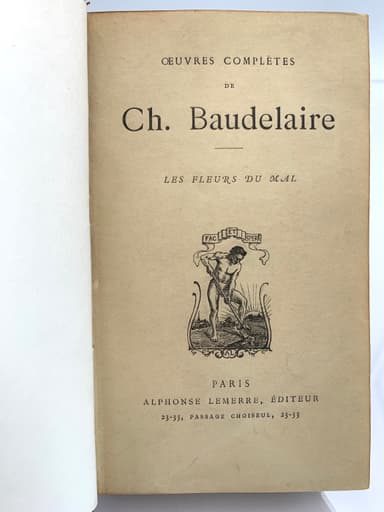 ŒUVRES COMPLÈTES
DE
Ch. Baudelaire
LES FLEURS DU MAL
FAC ET SPERA
AL
PARIS
ALPHONSE LEMERRE, ÉDITEUR
23-33, PASSAGE CHOISEUL, 23-33